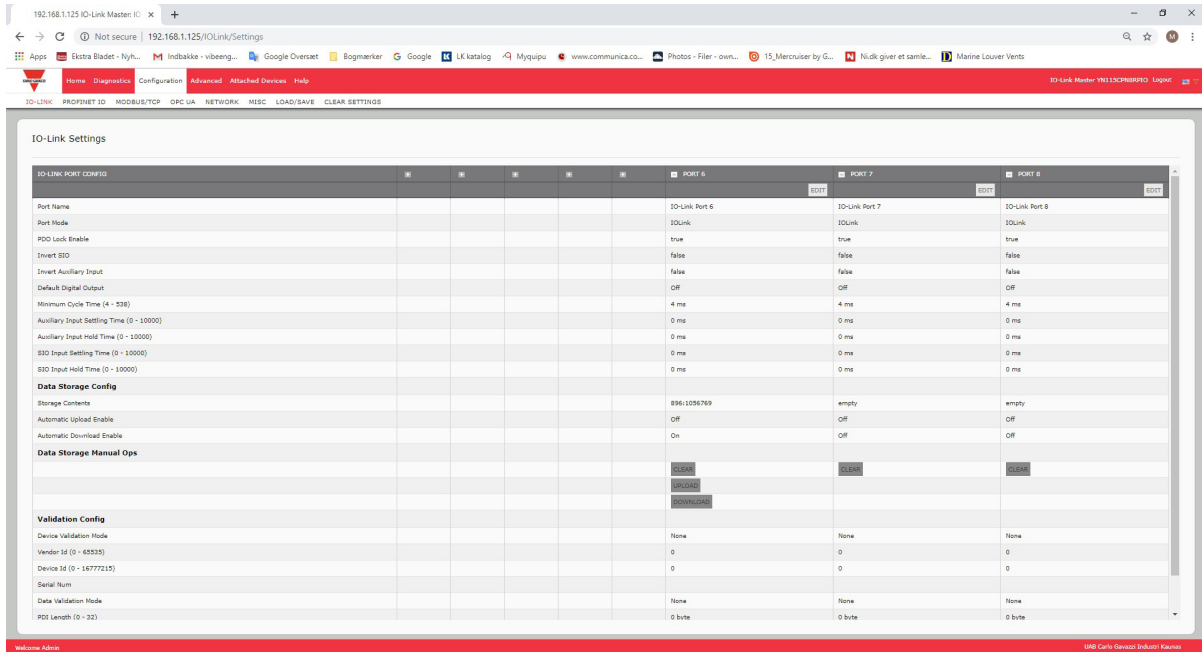 192.168.1.125 IO-Link Master: IO
Not secure | 192.168.1.125/IOLink/Settings
M
Apps Ekstra Bladet - Nyh... Indbakke - vibeeng... Google Oversæt Bogmærker Google LK katalog Myquipu www.communica.co... Photos - Filer - own... 15_Mercruiser by G... Ni.dk giver et samle... Marine Louver Vents
Home Diagnostics Configuration Advanced Attached Devices Help
IO-Link Master YN115CPN8RPIO Logout
IO-LINK PROFINET IO MODBUS/TCP OPC UA NETWORK MISC LOAD/SAVE CLEAR SETTINGS
IO-Link Settings
IO-LINK PORT CONFIG PORT 6 PORT 7 PORT 8
EDIT EDIT EDIT
Port Name IO-Link Port 6 IO-Link Port 7 IO-Link Port 8
Port Mode IOLink IOLink IOLink
PDO Lock Enable true true true
Invert SIO false false false
Invert Auxiliary Input false false false
Default Digital Output Off Off Off
Minimum Cycle Time (4 - 538) 4 ms 4 ms 4 ms
Auxiliary Input Settling Time (0 - 10000) 0 ms 0 ms 0 ms
Auxiliary Input Hold Time (0 - 10000) 0 ms 0 ms 0 ms
SIO Input Settling Time (0 - 10000) 0 ms 0 ms 0 ms
SIO Input Hold Time (0 - 10000) 0 ms 0 ms 0 ms
Data Storage Config
Storage Contents 896:1056769 empty empty
Automatic Upload Enable Off Off Off
Automatic Download Enable On Off Off
Data Storage Manual Ops
CLEAR CLEAR CLEAR
UPLOAD
DOWNLOAD
Validation Config
Device Validation Mode None None None
Vendor Id (0 - 65535) 0 0 0
Device Id (0 - 16777215) 0 0 0
Serial Num
Data Validation Mode None None None
PDI Length (0 - 32) 0 byte 0 byte 0 byte
Welcome Admin
UAB Carlo Gavazzi Industri Kaunas